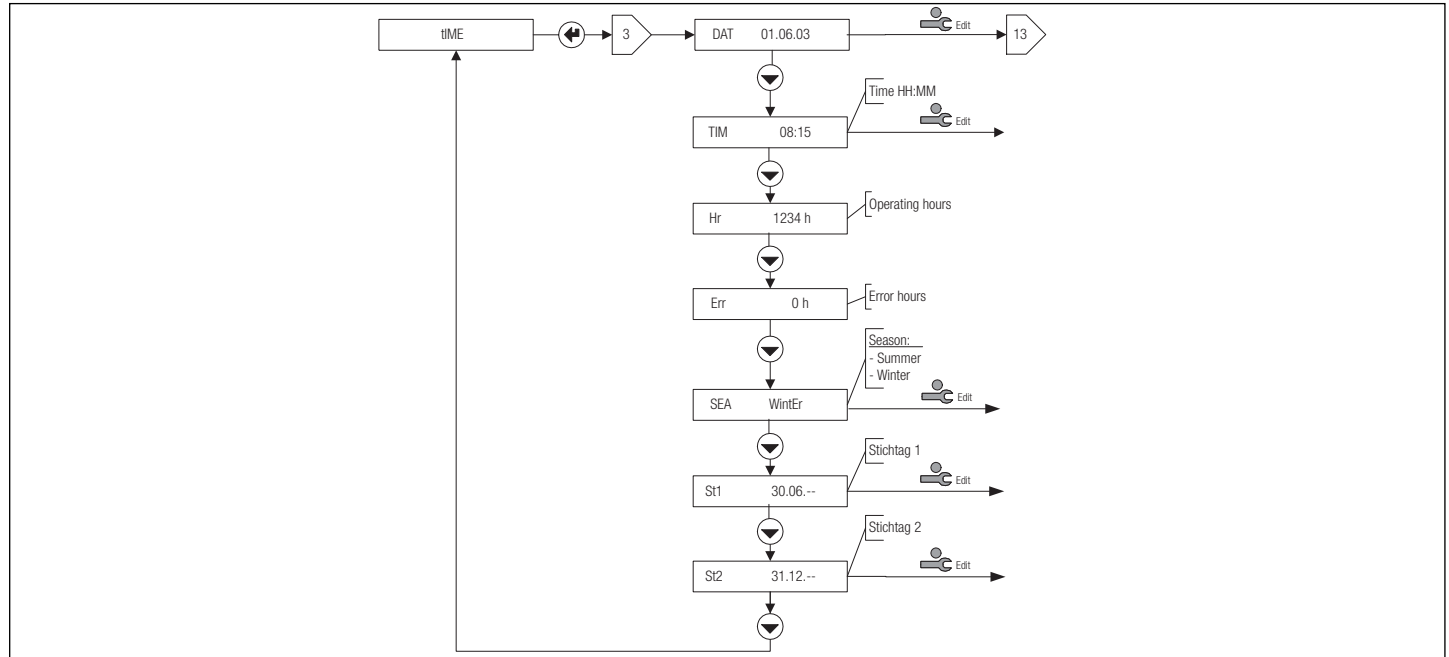 tIME
3
DAT 01.06.03
Edit
13
Time HH:MM
TIM 08:15
Edit
Operating hours
Hr 1234 h
Error hours
Err 0 h
Season:
- Summer
- Winter
SEA WintEr
Edit
Stichtag 1
St1 30.06.--
Edit
Stichtag 2
St2 31.12.--
Edit